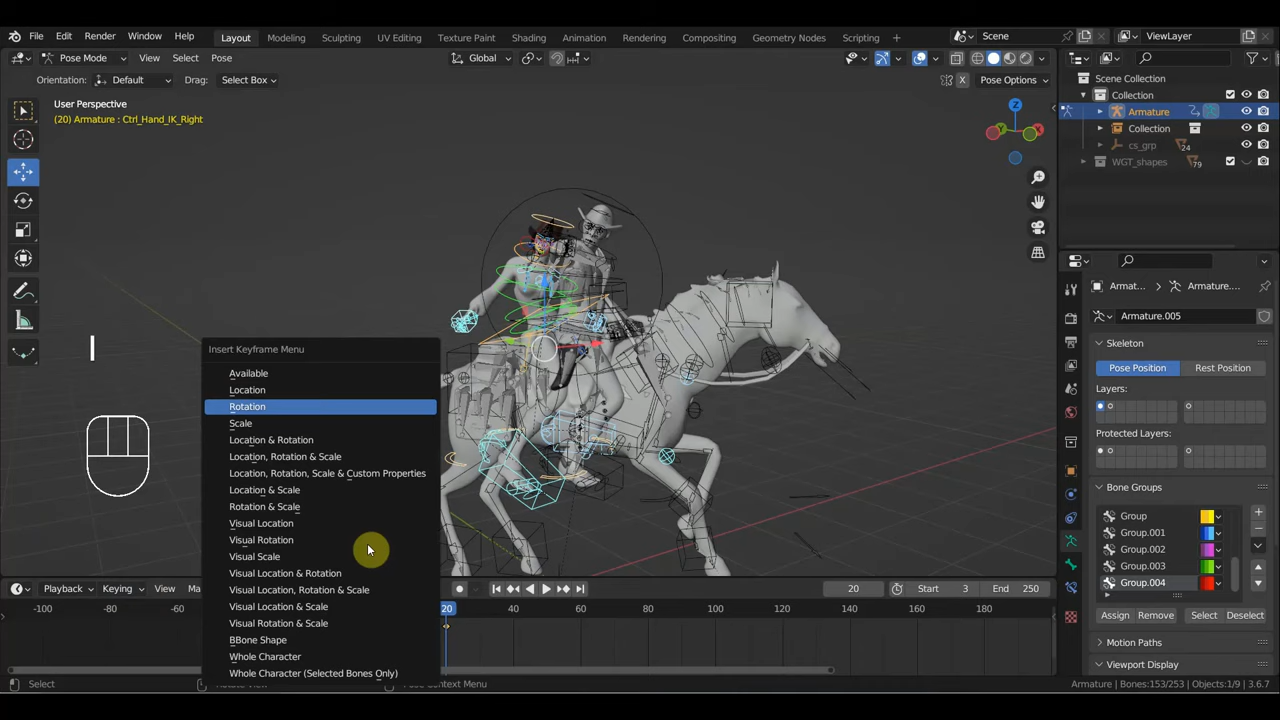 File Edit Render Window Help Layout Modeling Sculpting UV Editing Texture Paint Shading Animation Rendering Compositing Geometry Nodes Scripting + Scene ViewLayer
Pose Mode View Select Pose Global
Orientation: Default Drag: Select Box X Pose Options
User Perspective
(20) Armature : Ctrl_Hand_IK_Right
Z
X
Y
Insert Keyframe Menu
Available
Location
Rotation
Scale
Location & Rotation
Location, Rotation & Scale
Location, Rotation, Scale & Custom Properties
Location & Scale
Rotation & Scale
Visual Location
Visual Rotation
Visual Scale
Visual Location & Rotation
Visual Location, Rotation & Scale
Visual Location & Scale
Visual Rotation & Scale
BBone Shape
Whole Character
Whole Character (Selected Bones Only)
I
Scene Collection
Collection
Armature
Collection
cs_grp 24
WGT_shapes 79
Armat... Armature....
Armature.005
Skeleton
Pose Position Rest Position
Layers:
Protected Layers:
Bone Groups
Group
Group.001
Group.002
Group.003
Group.004
Assign Remove Select Deselect
Motion Paths
Viewport Display
Playback Keying View 20 Start 3 End 250
-100 -80 -60 20 40 60 80 100 120 140 160 180
Select Pose Context Menu Armature | Bones:153/253 | Objects:1/9 | 3.6.7